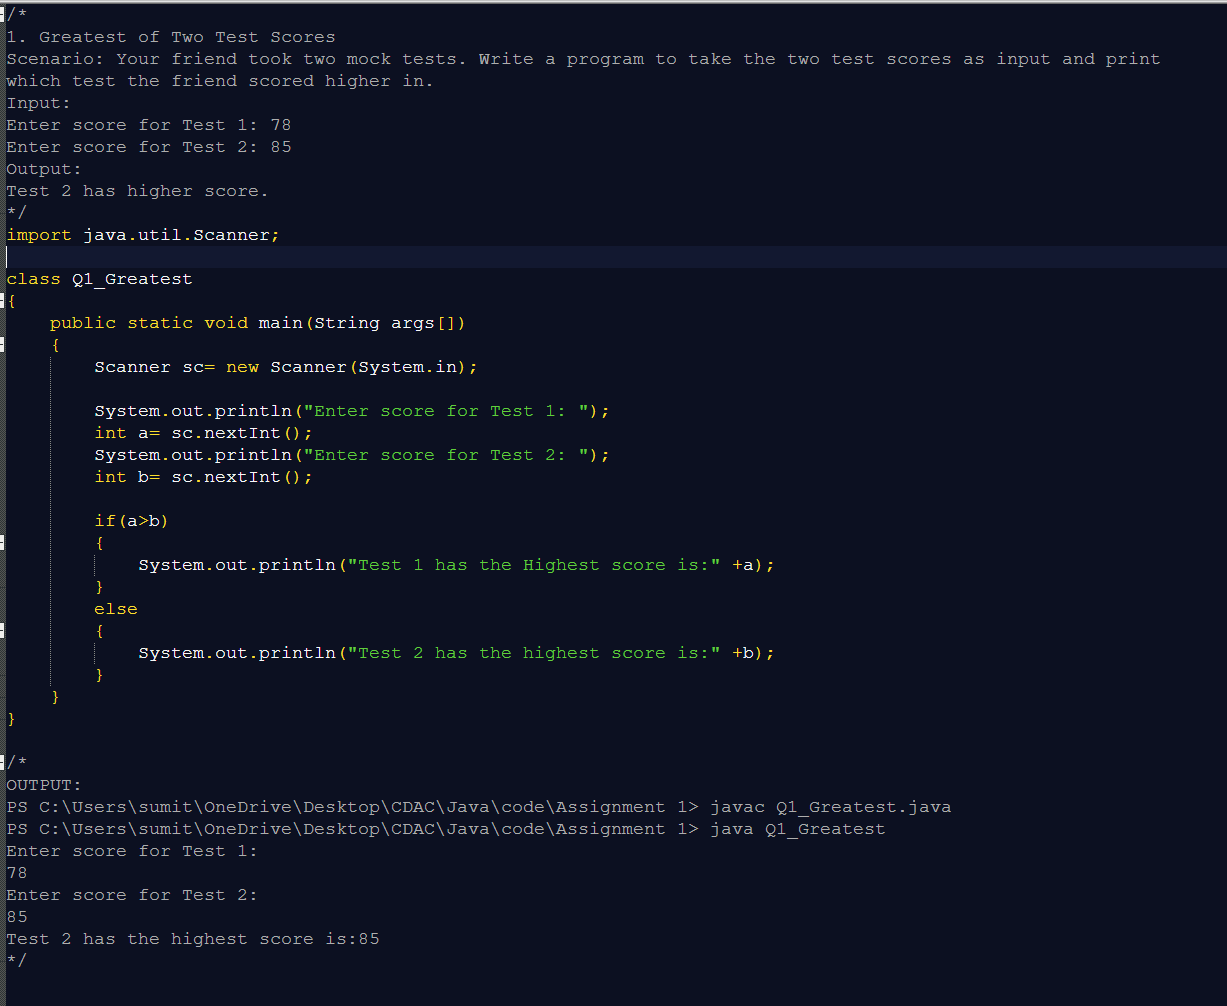 /*
1. Greatest of Two Test Scores
Scenario: Your friend took two mock tests. Write a program to take the two test scores as input and print
which test the friend scored higher in.
Input:
Enter score for Test 1: 78
Enter score for Test 2: 85
Output:
Test 2 has higher score.
*/
import java.util.Scanner;

class Q1_Greatest
{
    public static void main(String args[])
    {
        Scanner sc= new Scanner(System.in);

        System.out.println("Enter score for Test 1: ");
        int a= sc.nextInt();
        System.out.println("Enter score for Test 2: ");
        int b= sc.nextInt();

        if(a>b)
        {
            System.out.println("Test 1 has the Highest score is:" +a);
        }
        else
        {
            System.out.println("Test 2 has the highest score is:" +b);
        }
    }
}

/*
OUTPUT:
PS C:\Users\sumit\OneDrive\Desktop\CDAC\Java\code\Assignment 1> javac Q1_Greatest.java
PS C:\Users\sumit\OneDrive\Desktop\CDAC\Java\code\Assignment 1> java Q1_Greatest
Enter score for Test 1:
78
Enter score for Test 2:
85
Test 2 has the highest score is:85
*/